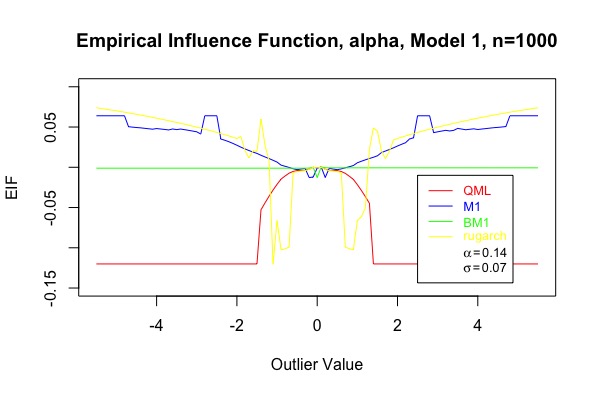 Empirical Influence Function, alpha, Model 1, n=1000
EIF
0.05
-0.05
-0.15
-4 -2 0 2 4
Outlier Value
QML
M1
BM1
rugarch
α = 0.14
σ = 0.07